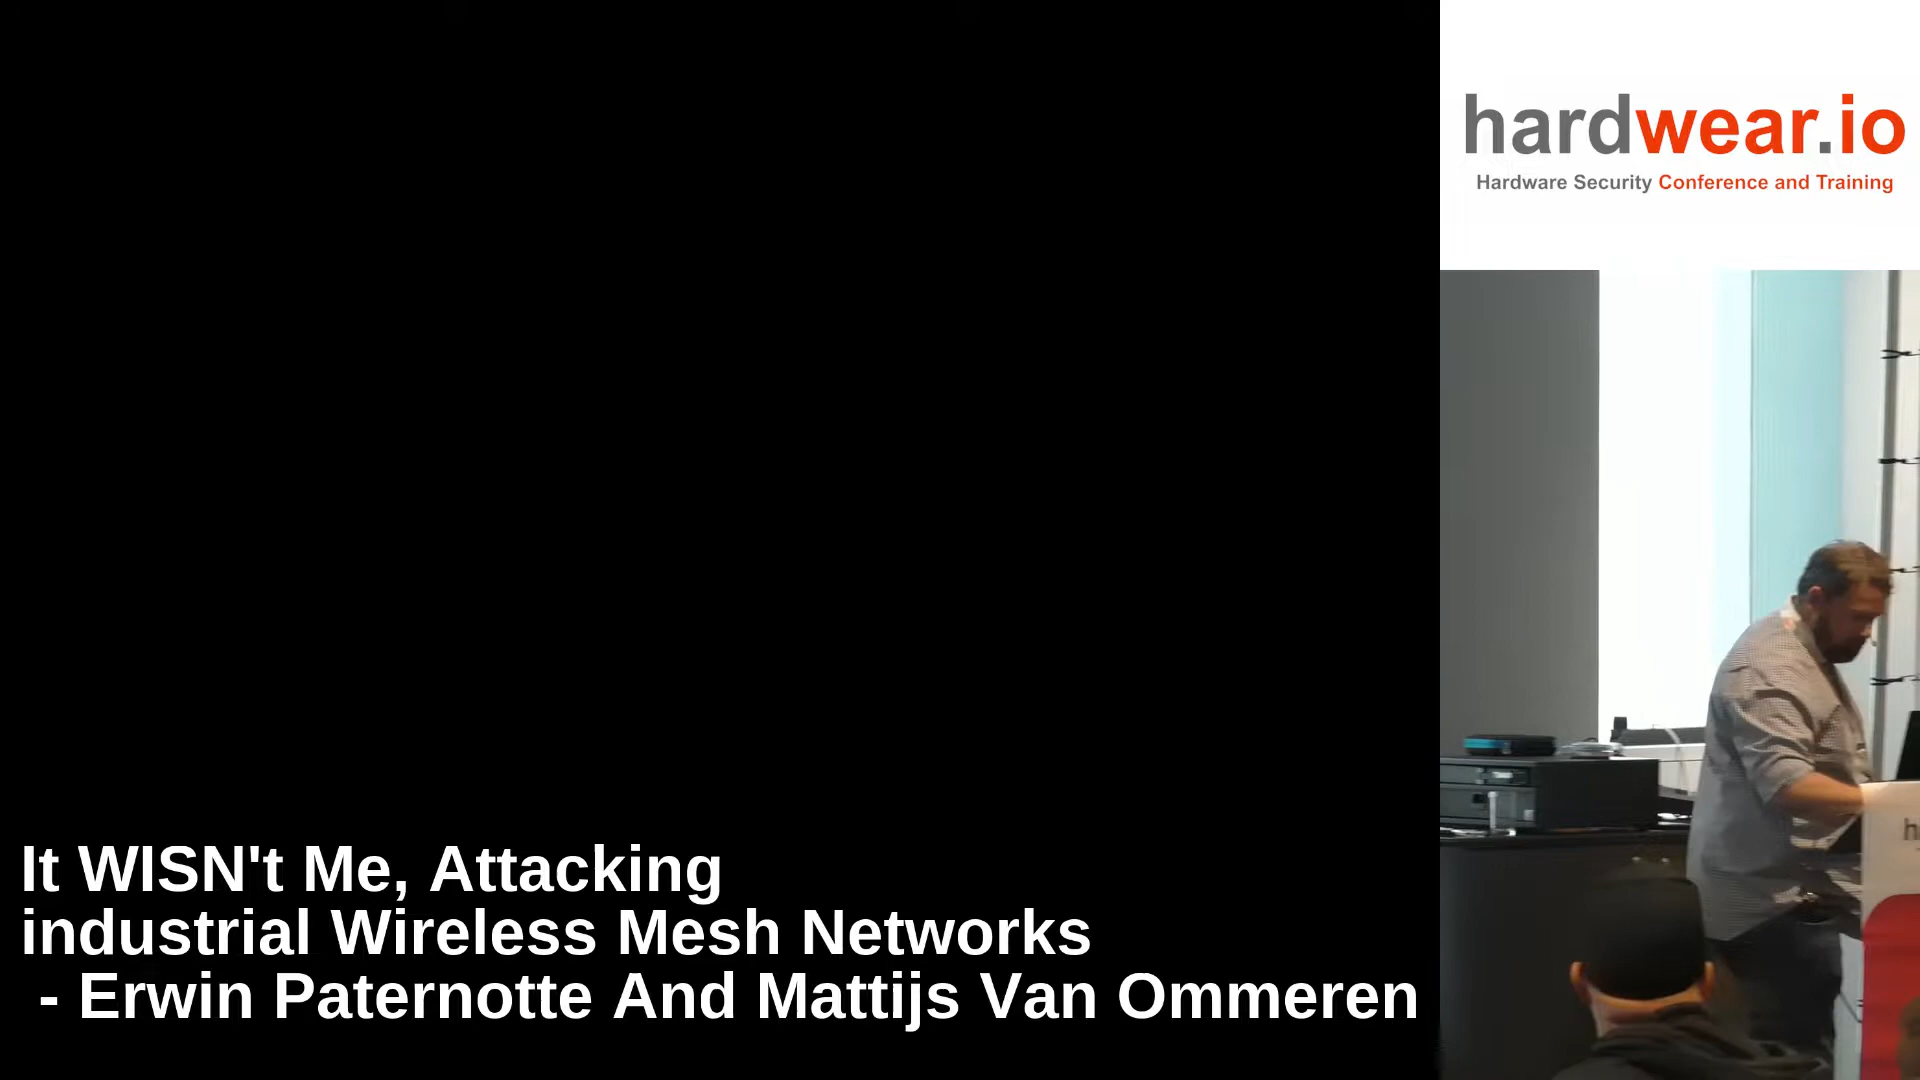 hardwear.io
Hardware Security Conference and Training
It WISN't Me, Attacking
industrial Wireless Mesh Networks
- Erwin Paternotte And Mattijs Van Ommeren